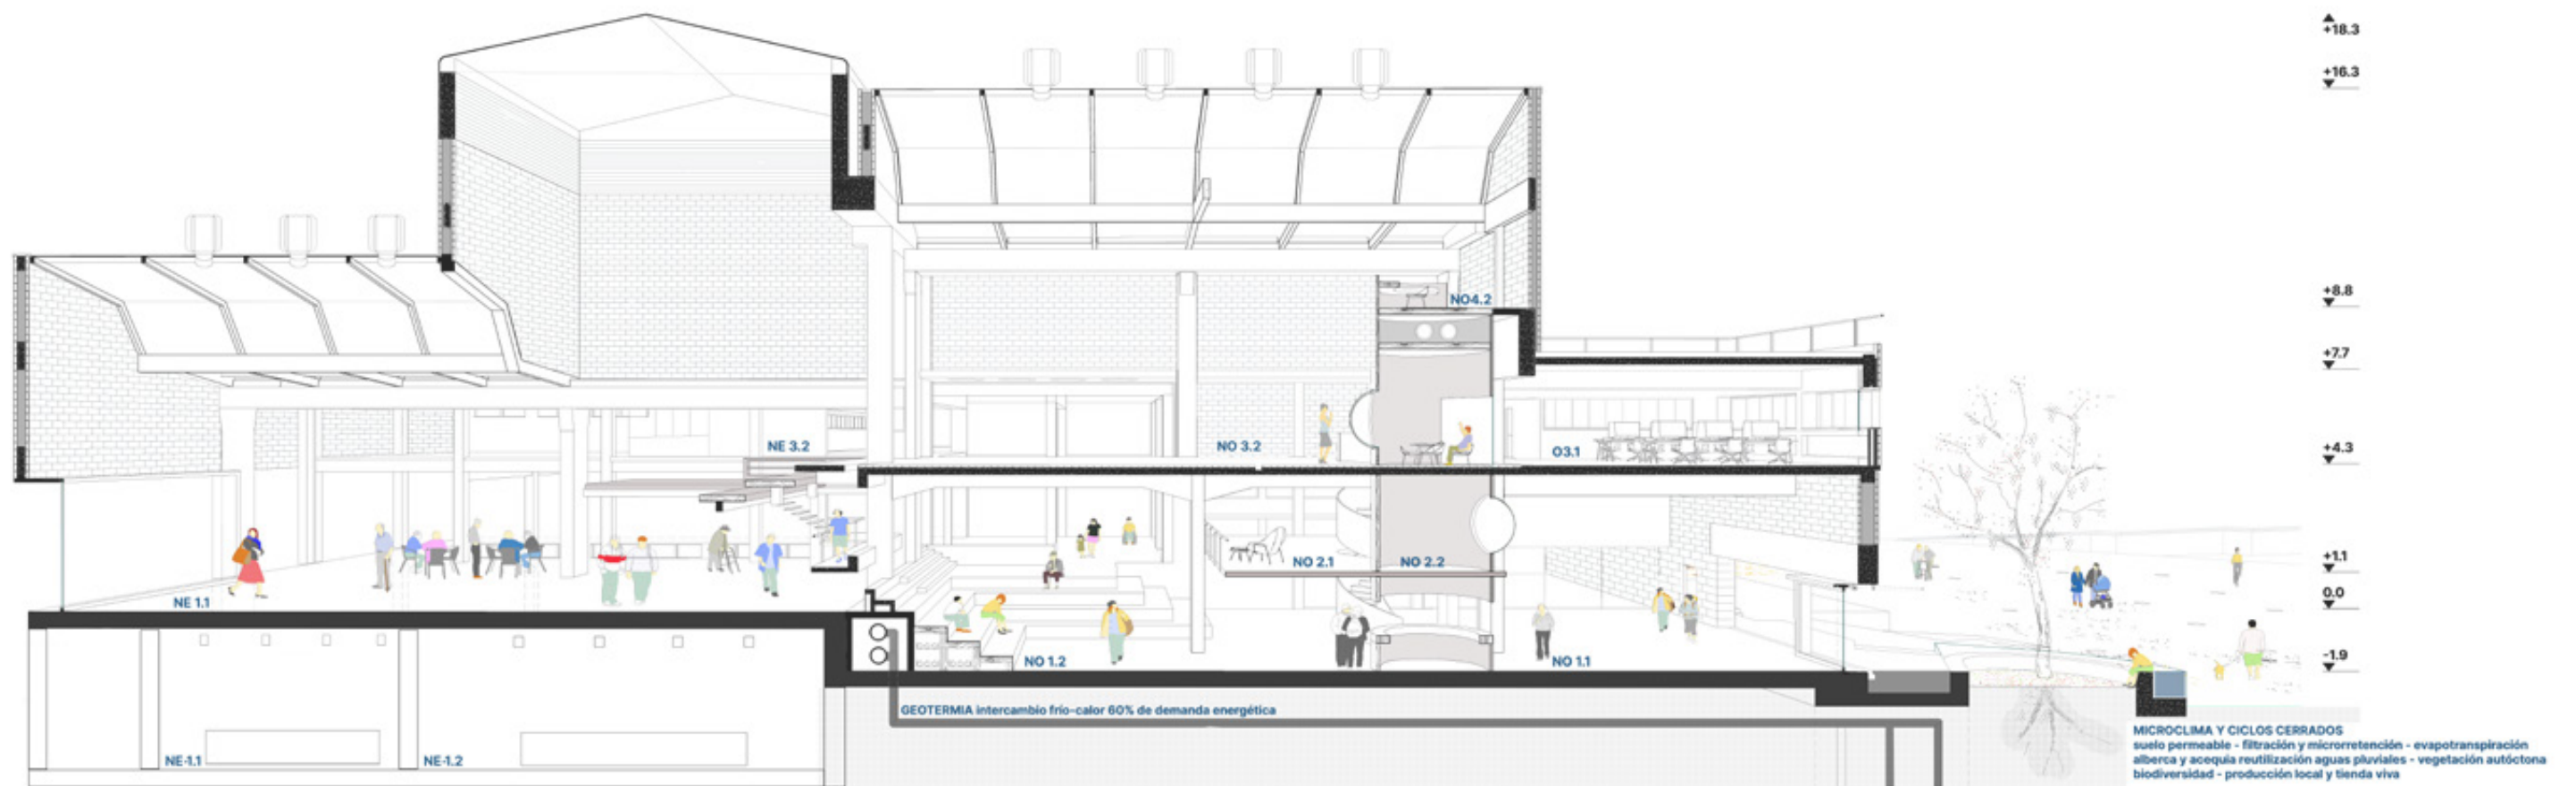 +18.3
+16.3
+8.8
NO4.2
+7.7
NE 3.2
NO 3.2
O3.1
+4.3
NO 2.1
NO 2.2
+1.1
NE 1.1
0.0
NO 1.2
NO 1.1
-1.9
GEOTERMIA intercambio frío-calor 60% de demanda energética
NE-1.1
NE-1.2
MICROCLIMA Y CICLOS CERRADOS
suelo permeable - filtración y microrretención - evapotranspiración
alberca y acequia reutilización aguas pluviales - vegetación autóctona
biodiversidad - producción local y tienda viva